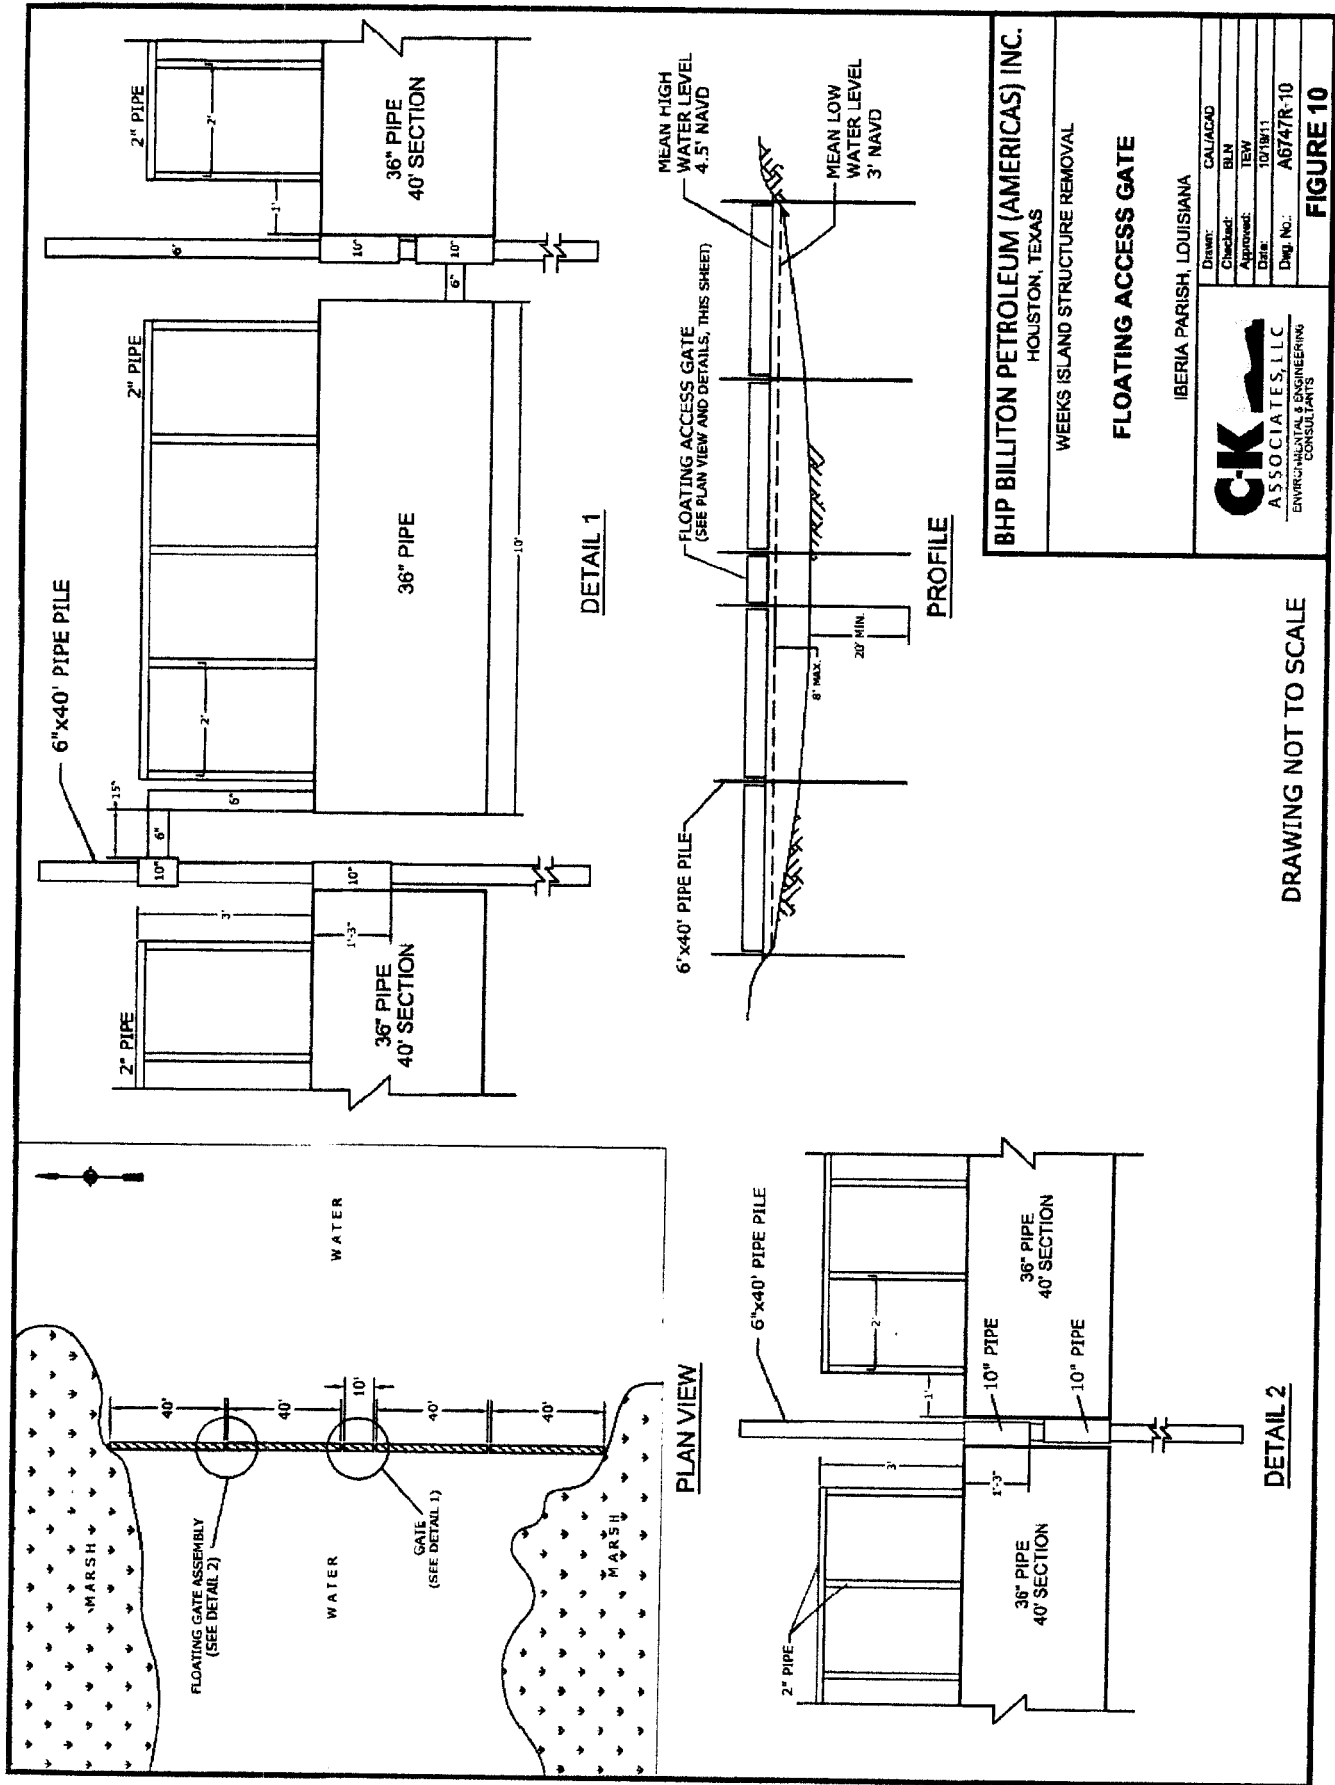 MARSH
WATER
WATER
MARSH
40'
40'
10'
40'
40'
FLOATING GATE ASSEMBLY
(SEE DETAIL 2)
GATE
(SEE DETAIL 1)
PLAN VIEW
6"x40' PIPE PILE
2" PIPE
2" PIPE
2" PIPE
3'
10"
6"
15"
6"
2'
6'
1'
2'
10"
1'-3"
10"
10"
6"
36" PIPE
40' SECTION
36" PIPE
36" PIPE
40' SECTION
10'
DETAIL 1
2" PIPE
3'
1'-3"
6"x40' PIPE PILE
1'
2'
10" PIPE
10" PIPE
36" PIPE
40' SECTION
36" PIPE
40' SECTION
DETAIL 2
6"x40' PIPE PILE
FLOATING ACCESS GATE
(SEE PLAN VIEW AND DETAILS, THIS SHEET)
MEAN HIGH
WATER LEVEL
4.5' NAVD
MEAN LOW
WATER LEVEL
3' NAVD
8' MAX.
20' MIN.
PROFILE
DRAWING NOT TO SCALE
BHP BILLITON PETROLEUM (AMERICAS) INC.
HOUSTON, TEXAS
WEEKS ISLAND STRUCTURE REMOVAL
FLOATING ACCESS GATE
IBERIA PARISH, LOUISIANA
C-K
ASSOCIATES, LLC
ENVIRONMENTAL & ENGINEERING
CONSULTANTS
Drawn: CAL/ACAD
Checked: BLN
Approved: TEW
Date: 10/19/11
Dwg. No.: A6747R-10
FIGURE 10